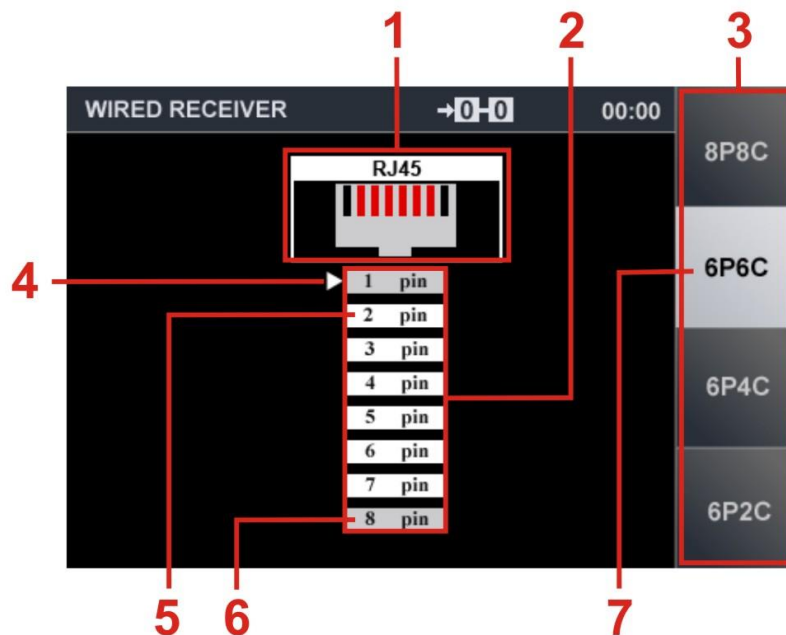 1 2 3
WIRED RECEIVER →0-0 00:00
8P8C
RJ45
4
6P6C
7
1 pin
2 pin
3 pin
4 pin
5 pin
6 pin
7 pin
8 pin
6P4C
6P2C
5 6 7